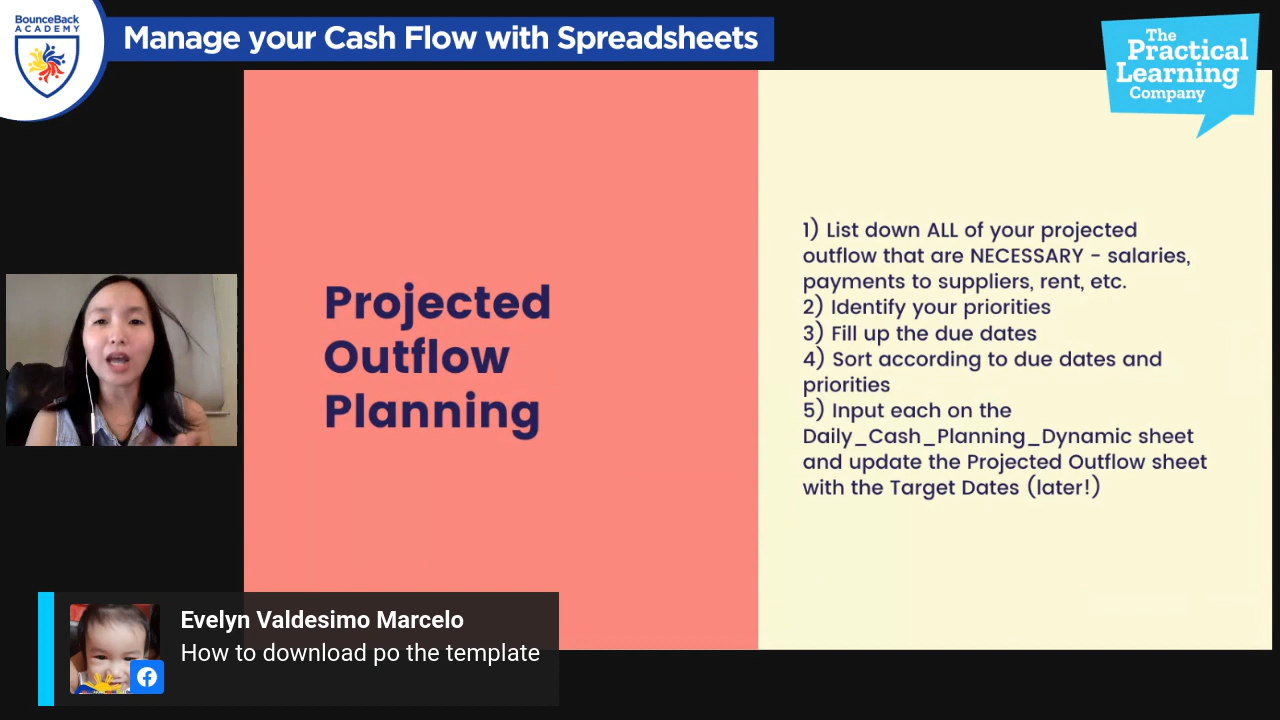 BounceBack
ACADEMY
Manage your Cash Flow with Spreadsheets
The
Practical
Learning
Company
Projected
Outflow
Planning
1) List down ALL of your projected
outflow that are NECESSARY - salaries,
payments to suppliers, rent, etc.
2) Identify your priorities
3) Fill up the due dates
4) Sort according to due dates and
priorities
5) Input each on the
Daily_Cash_Planning_Dynamic sheet
and update the Projected Outflow sheet
with the Target Dates (later!)
Evelyn Valdesimo Marcelo
How to download po the template